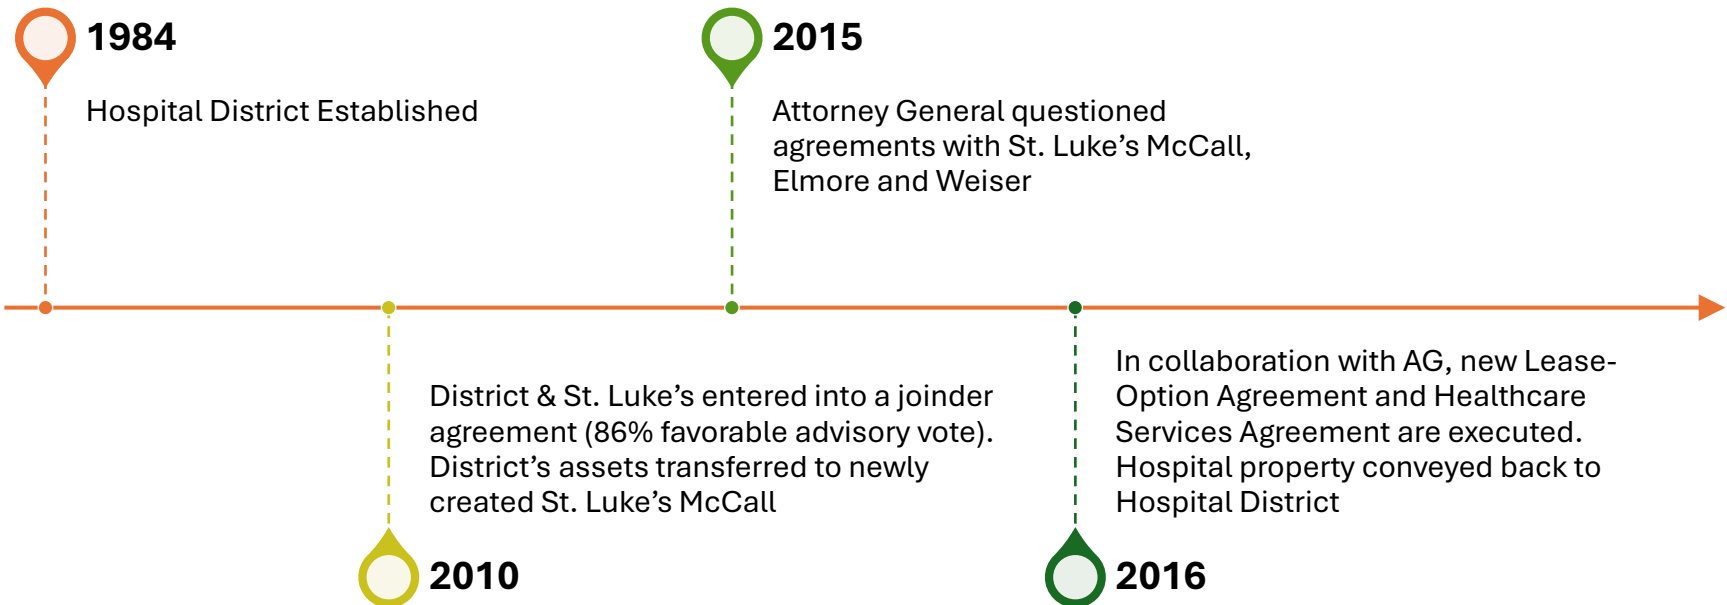 1984
Hospital District Established
2015
Attorney General questioned
agreements with St. Luke’s McCall,
Elmore and Weiser
District & St. Luke’s entered into a joinder
agreement (86% favorable advisory vote).
District’s assets transferred to newly
created St. Luke’s McCall
2010
In collaboration with AG, new Lease-
Option Agreement and Healthcare
Services Agreement are executed.
Hospital property conveyed back to
Hospital District
2016